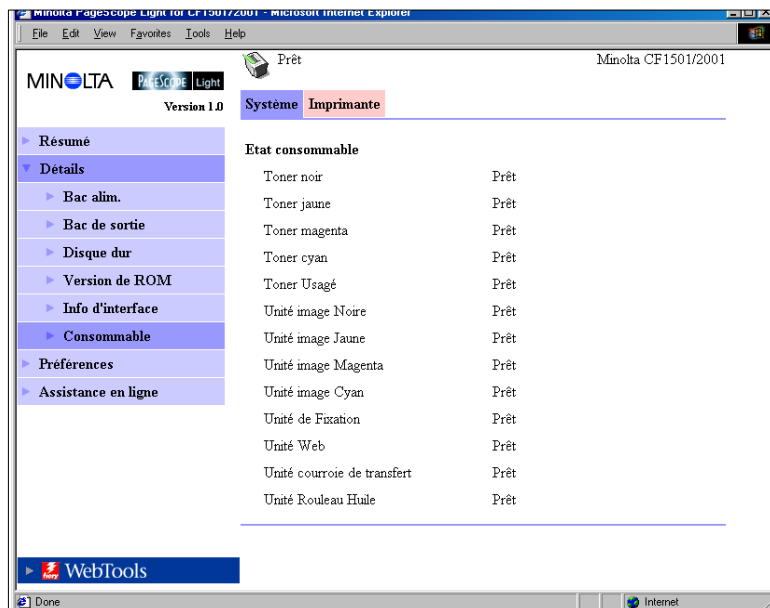 Minolta PageScope Light for CF1501/2001 - Microsoft Internet Explorer
File Edit View Favorites Tools Help
Prêt Minolta CF1501/2001
MINOLTA PAGESCOPE Light
Version 1.0
Système Imprimante
Résumé
Détails
Bac alim.
Bac de sortie
Disque dur
Version de ROM
Info d'interface
Consommable
Préférences
Assistance en ligne
Etat consommable
Toner noir Prêt
Toner jaune Prêt
Toner magenta Prêt
Toner cyan Prêt
Toner Usagé Prêt
Unité image Noire Prêt
Unité image Jaune Prêt
Unité image Magenta Prêt
Unité image Cyan Prêt
Unité de Fixation Prêt
Unité Web Prêt
Unité courroie de transfert Prêt
Unité Rouleau Huile Prêt
fiery WebTools
Done Internet